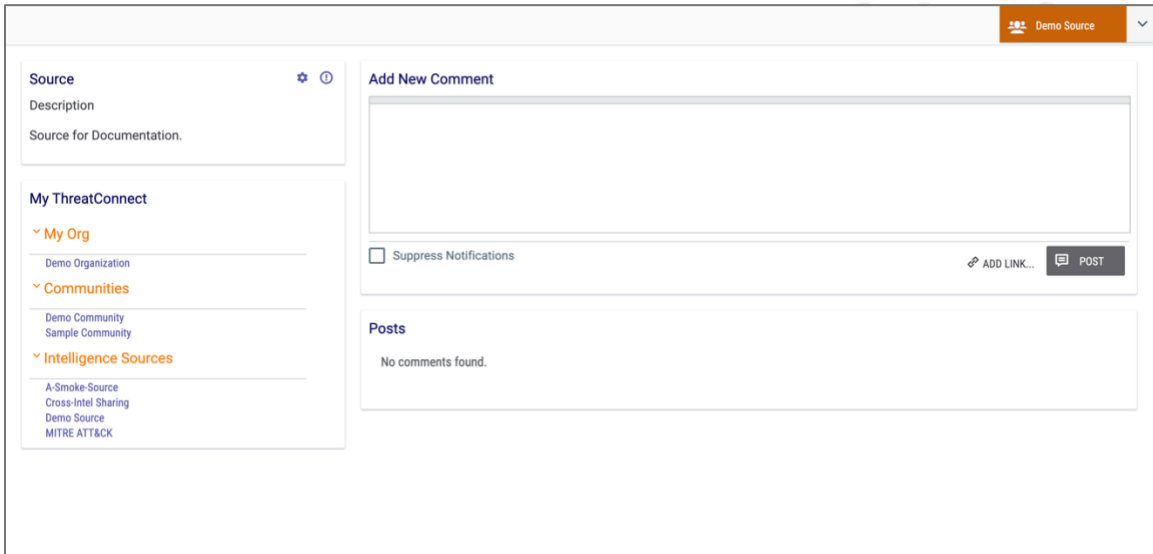 Demo Source
Source
Description
Source for Documentation.
My ThreatConnect
My Org
Demo Organization
Communities
Demo Community
Sample Community
Intelligence Sources
A-Smoke-Source
Cross-Intel Sharing
Demo Source
MITRE ATT&CK
Add New Comment
Suppress Notifications
ADD LINK...
POST
Posts
No comments found.